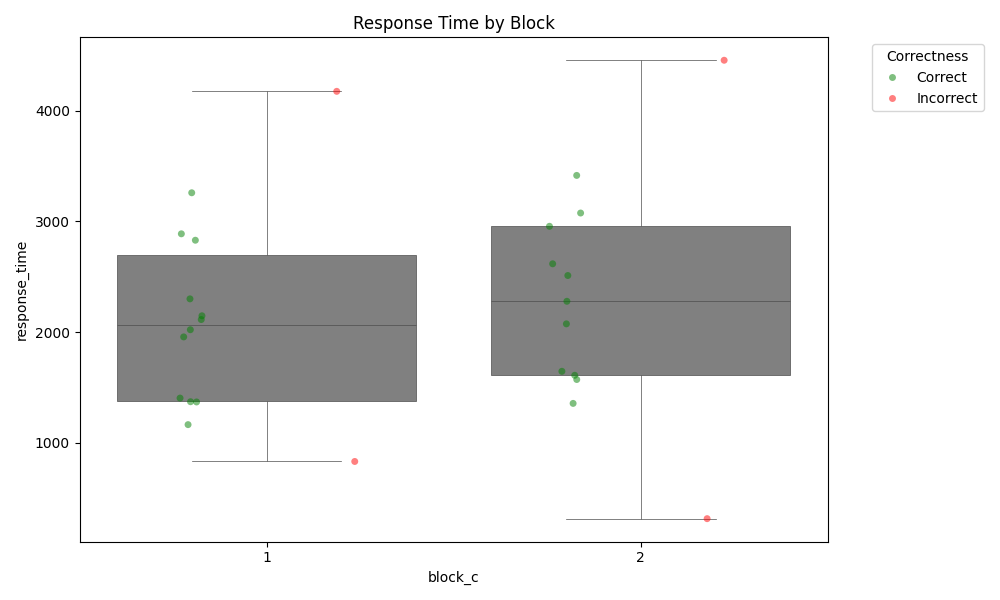 Response Time by Block
Correctness
Correct
Incorrect
response_time
4000
3000
2000
1000
1
2
block_c